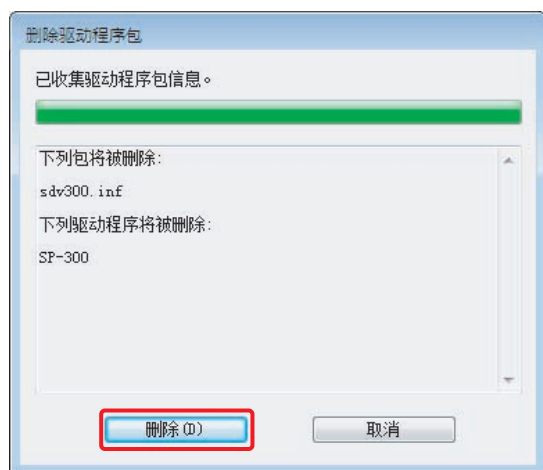 删除驱动程序包
已收集驱动程序包信息。
下列包将被删除:
sdv300.inf
下列驱动程序将被删除:
SP-300
删除(D)
取消